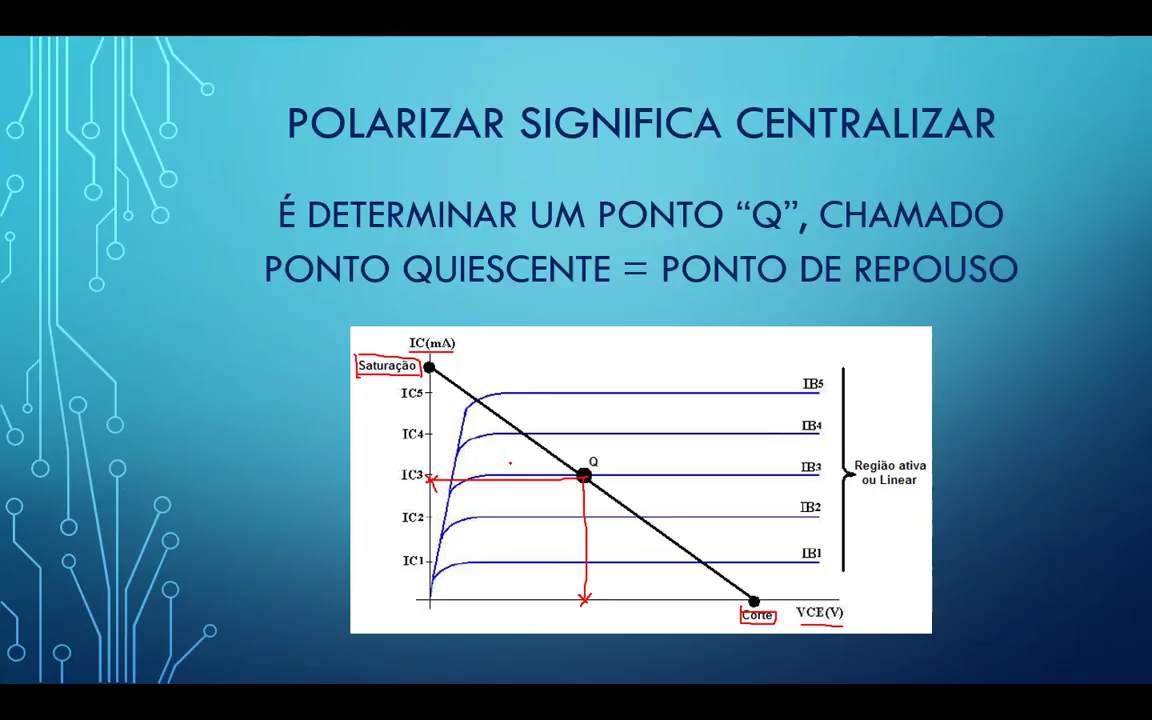 POLARIZAR SIGNIFICA CENTRALIZAR
É DETERMINAR UM PONTO “Q”, CHAMADO
PONTO QUIESCENTE = PONTO DE REPOUSO
IC(mA)
Saturação
IC5
IB5
IC4
IB4
Q
IC3
IB3
Região ativa
ou Linear
IC2
IB2
IC1
IB1
Corte
VCE(V)